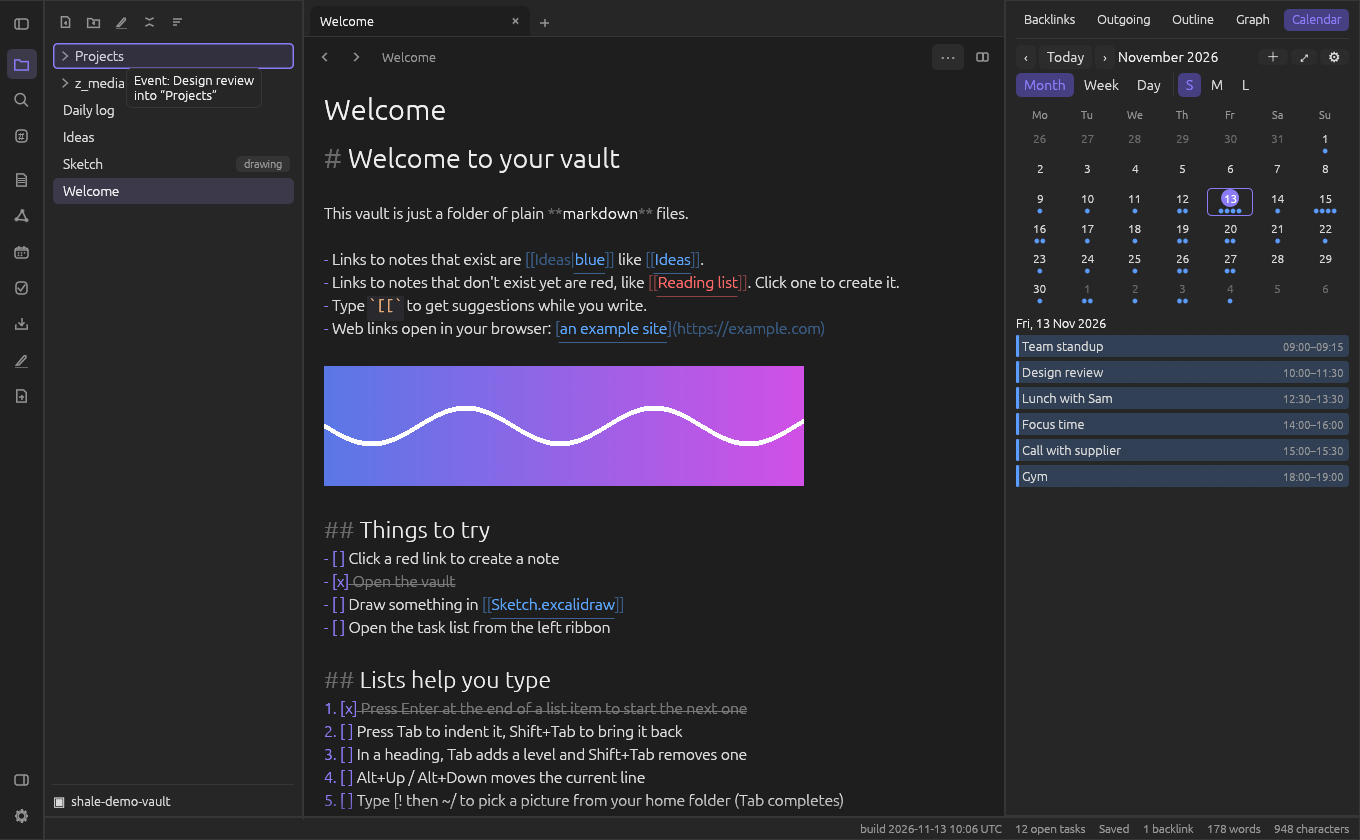 Welcome
Projects
z_media
Event: Design review
into “Projects”
Daily log
Ideas
Sketch
drawing
Welcome
shale-demo-vault
Welcome
Welcome
# Welcome to your vault
This vault is just a folder of plain **markdown** files.
- Links to notes that exist are [[Ideas|blue]] like [[Ideas]].
- Links to notes that don't exist yet are red, like [[Reading list]]. Click one to create it.
- Type `[[` to get suggestions while you write.
- Web links open in your browser: [an example site](https://example.com)
## Things to try
- [ ] Click a red link to create a note
- [x] Open the vault
- [ ] Draw something in [[Sketch.excalidraw]]
- [ ] Open the task list from the left ribbon
## Lists help you type
1. [x] Press Enter at the end of a list item to start the next one
2. [ ] Press Tab to indent it, Shift+Tab to bring it back
3. [ ] In a heading, Tab adds a level and Shift+Tab removes one
4. [ ] Alt+Up / Alt+Down moves the current line
5. [ ] Type [! then ~/ to pick a picture from your home folder (Tab completes)
Backlinks Outgoing Outline Graph Calendar
‹ Today › November 2026
Month Week Day S M L
Mo Tu We Th Fr Sa Su
26 27 28 29 30 31 1
2 3 4 5 6 7 8
9 10 11 12 13 14 15
16 17 18 19 20 21 22
23 24 25 26 27 28 29
30 1 2 3 4 5 6
Fri, 13 Nov 2026
Team standup 09:00–09:15
Design review 10:00–11:30
Lunch with Sam 12:30–13:30
Focus time 14:00–16:00
Call with supplier 15:00–15:30
Gym 18:00–19:00
build 2026-11-13 10:06 UTC 12 open tasks Saved 1 backlink 178 words 948 characters